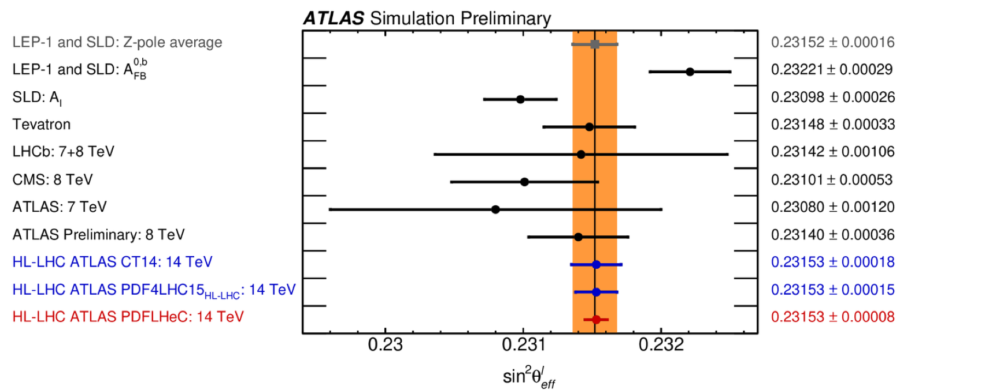 ATLAS Simulation Preliminary
LEP-1 and SLD: Z-pole average 0.23152 ± 0.00016
LEP-1 and SLD: A^{0,b}_{FB} 0.23221 ± 0.00029
SLD: A_l 0.23098 ± 0.00026
Tevatron 0.23148 ± 0.00033
LHCb: 7+8 TeV 0.23142 ± 0.00106
CMS: 8 TeV 0.23101 ± 0.00053
ATLAS: 7 TeV 0.23080 ± 0.00120
ATLAS Preliminary: 8 TeV 0.23140 ± 0.00036
HL-LHC ATLAS CT14: 14 TeV 0.23153 ± 0.00018
HL-LHC ATLAS PDF4LHC15_{HL-LHC}: 14 TeV 0.23153 ± 0.00015
HL-LHC ATLAS PDFLHeC: 14 TeV 0.23153 ± 0.00008
0.23 0.231 0.232
sin²θ^l_{eff}